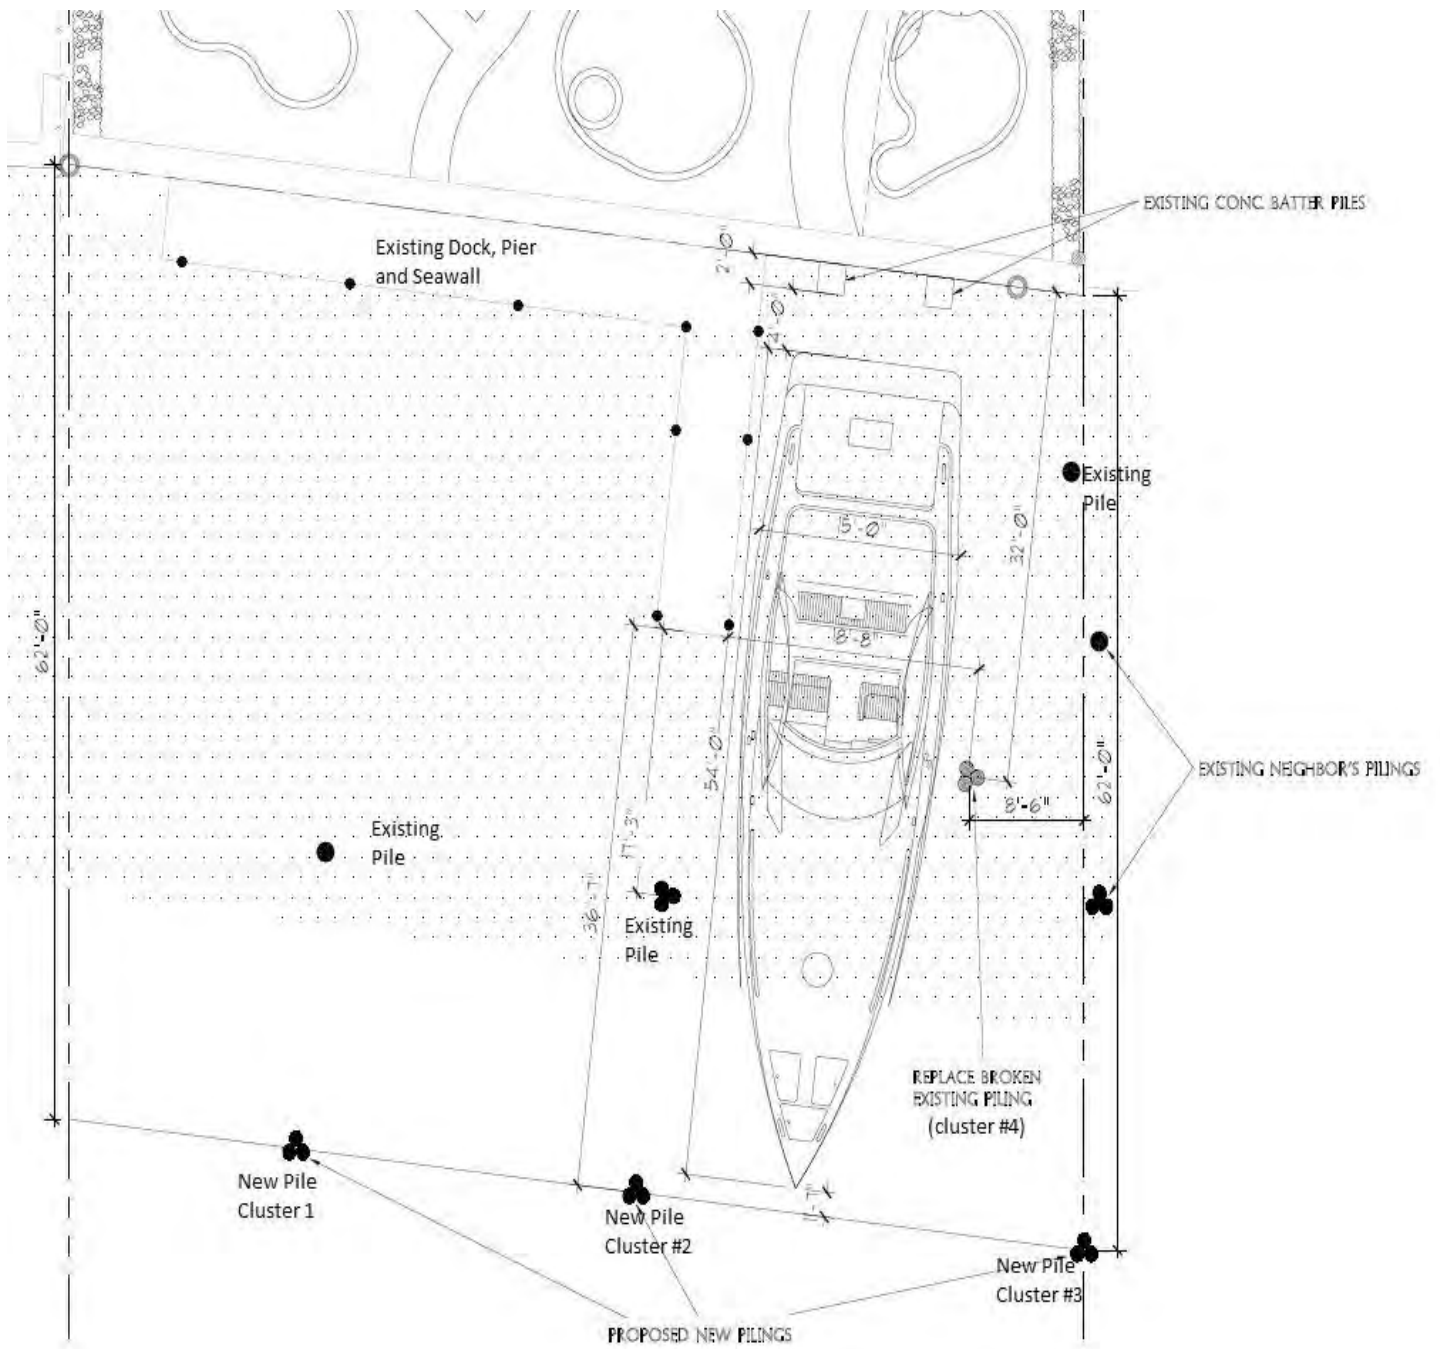 EXISTING CONC. BATTER PILES
2'-0"
Existing Dock, Pier
and Seawall
4'-0
Existing
Pile
15'-0"
32'-0"
8'-8"
62'-0"
54'-0"
62'-0"
EXISTING NEIGHBOR'S PILINGS
8'-6"
17'-3"
Existing
Pile
36'-7"
Existing
Pile
REPLACE BROKEN
EXISTING PILING
(cluster #4)
New Pile
Cluster 1
New Pile
Cluster #2
New Pile
Cluster #3
PROPOSED NEW PILINGS